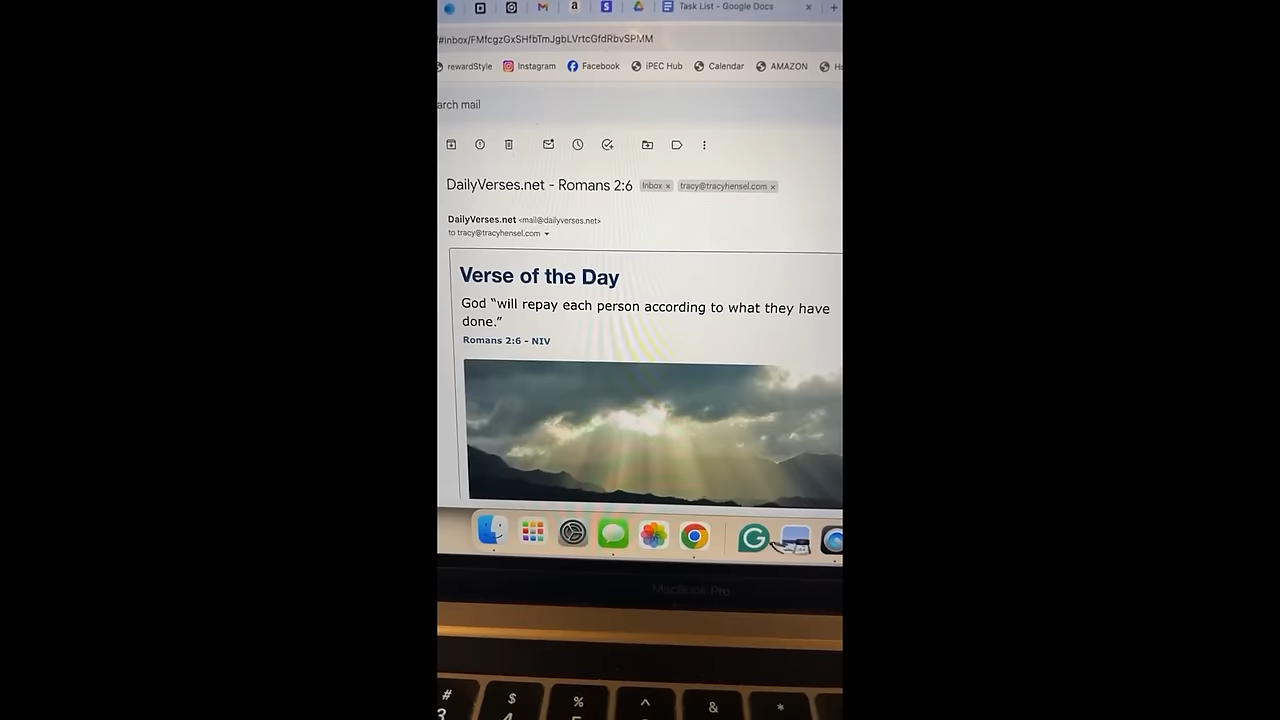 Task List - Google Docs
#inbox/FMfcgzGxSHfbTmJgbLVrtcGfdRbvSPMM
rewardStyle Instagram Facebook iPEC Hub Calendar AMAZON
arch mail
DailyVerses.net - Romans 2:6 Inbox x tracy@tracyhensel.com x
DailyVerses.net <mail@dailyverses.net>
to tracy@tracyhensel.com
Verse of the Day
God “will repay each person according to what they have
done.”
Romans 2:6 - NIV
MacBook Pro
# $ % ^ & *
3 4